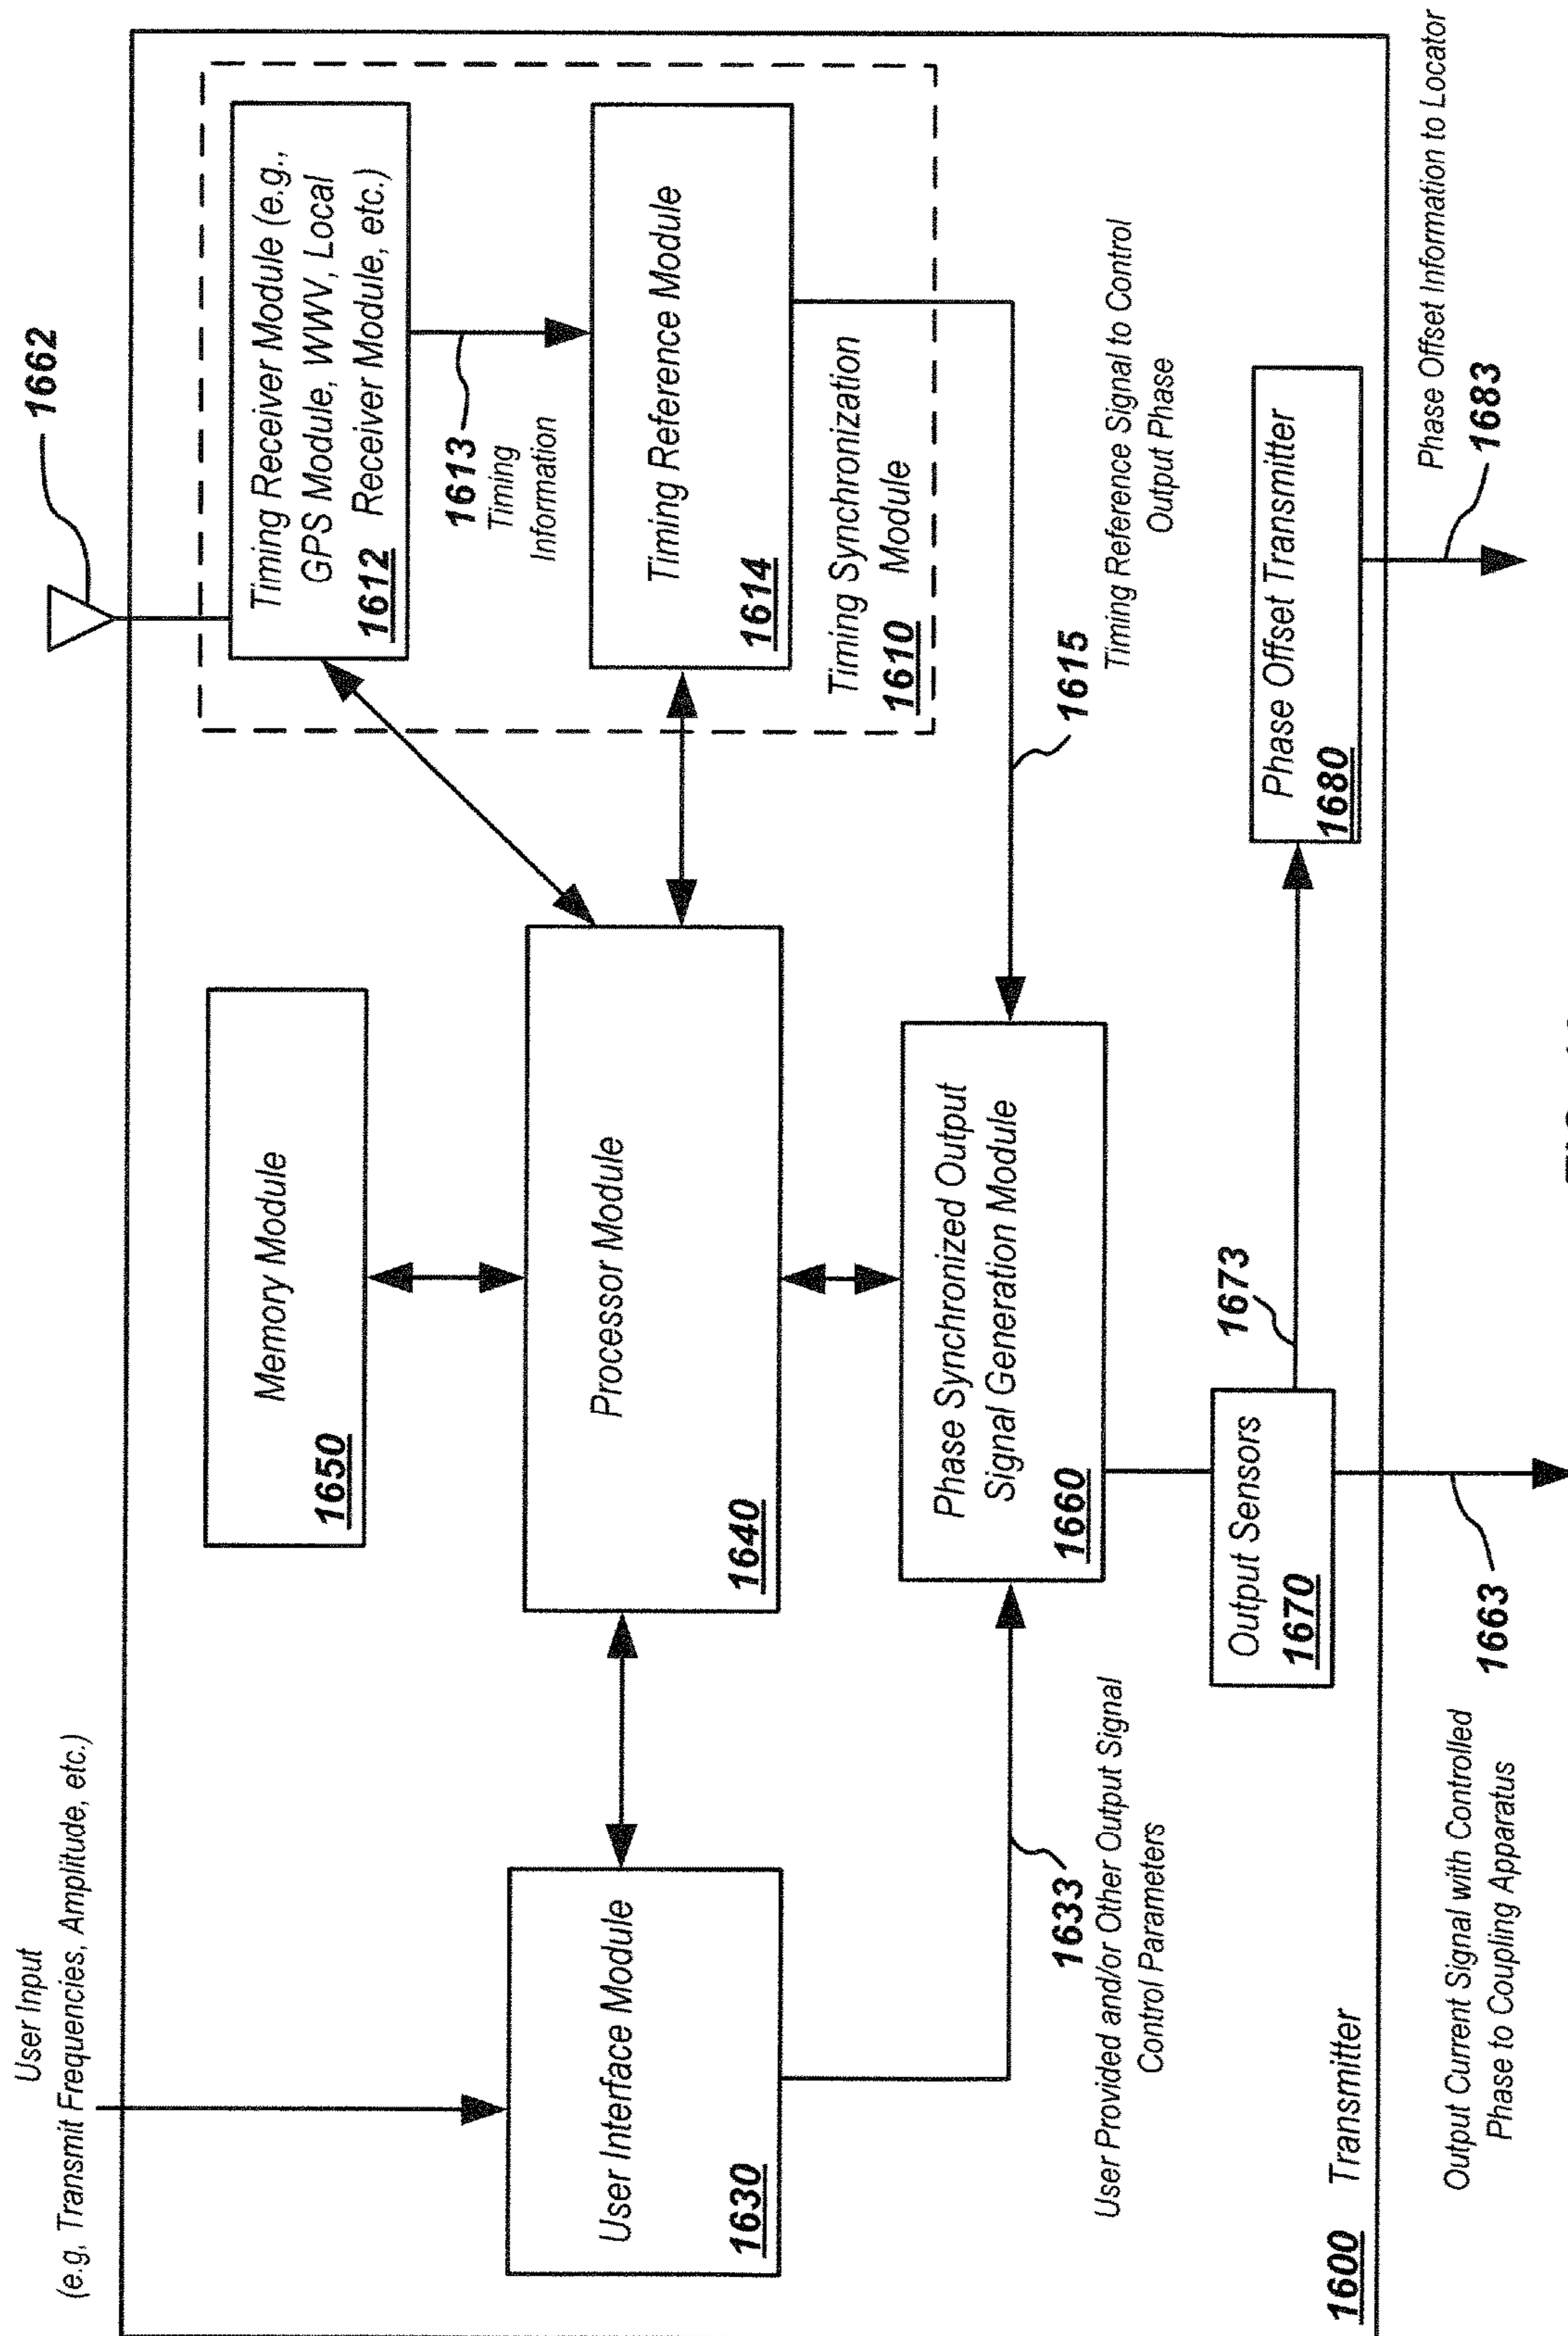 User Input
(e.g, Transmit Frequencies, Amplitude, etc.)
1662
Timing Receiver Module (e.g.,
GPS Module, WWV, Local
1612 Receiver Module, etc.)
1613
Timing
Information
Timing Reference Module
1614
Timing Synchronization
1610 Module
Memory Module
1650
Processor Module
1640
User Interface Module
1630
Phase Synchronized Output
Signal Generation Module
1660
1615
Timing Reference Signal to Control
Output Phase
1633
User Provided and/or Other Output Signal
Control Parameters
Output Sensors
1670
1673
Phase Offset Transmitter
1680
1600 Transmitter
1663
Output Current Signal with Controlled
Phase to Coupling Apparatus
Phase Offset Information to Locator
1683